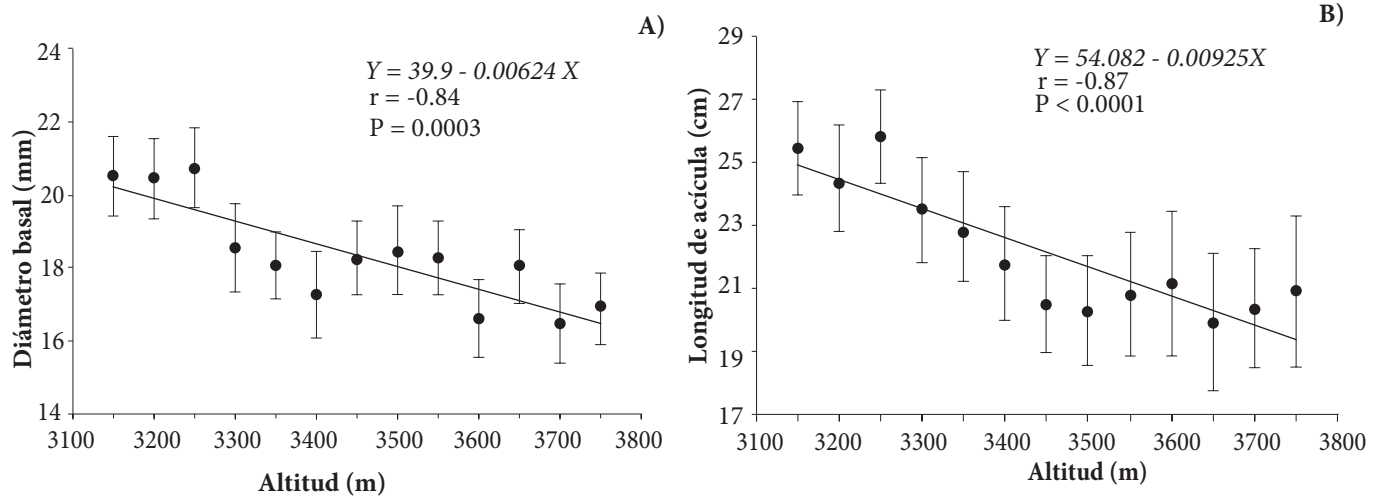 A)
Y = 39.9 - 0.00624 X
r = -0.84
P = 0.0003
Diámetro basal (mm)
24
22
20
18
16
14
3100 3200 3300 3400 3500 3600 3700 3800
Altitud (m)
B)
Y = 54.082 - 0.00925X
r = -0.87
P < 0.0001
Longitud de acícula (cm)
29
27
25
23
21
19
17
3100 3200 3300 3400 3500 3600 3700 3800
Altitud (m)